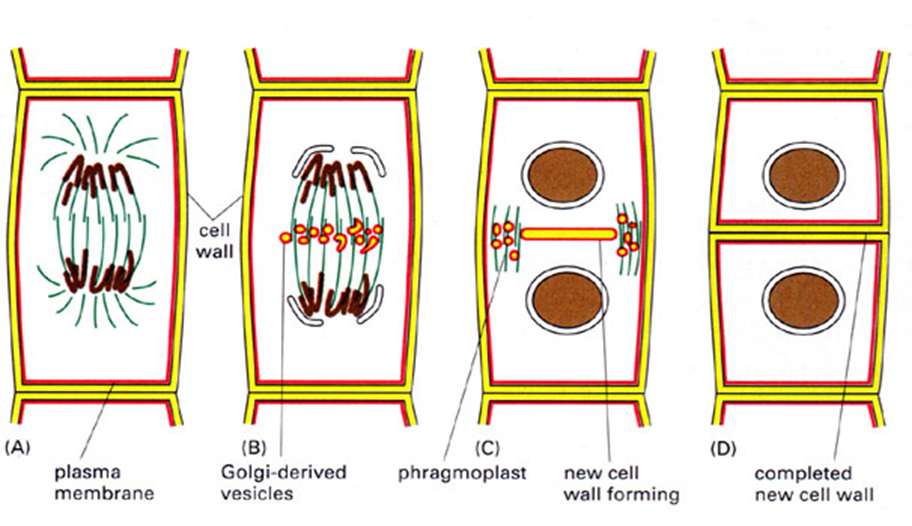 cell
wall
(A)
(B)
(C)
(D)
plasma
membrane
Golgi-derived
vesicles
phragmoplast
new cell
wall forming
completed
new cell wall